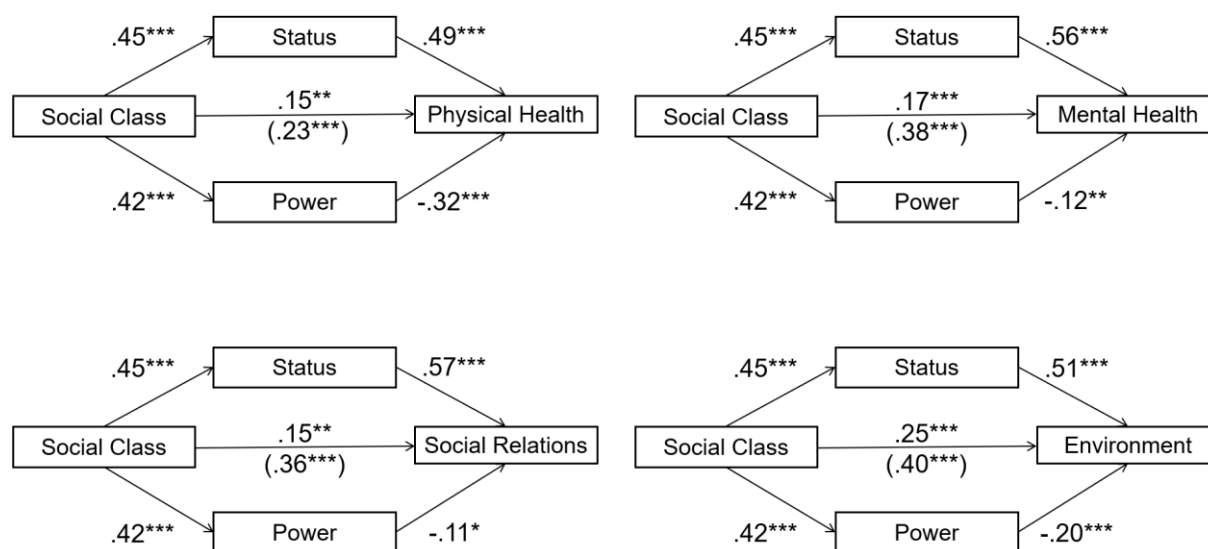 .45*** Status .49***
Social Class .15** Physical Health
(.23***)
.42*** Power -.32***
.45*** Status .56***
Social Class .17*** Mental Health
(.38***)
.42*** Power -.12**
.45*** Status .57***
Social Class .15** Social Relations
(.36***)
.42*** Power -.11*
.45*** Status .51***
Social Class .25*** Environment
(.40***)
.42*** Power -.20***